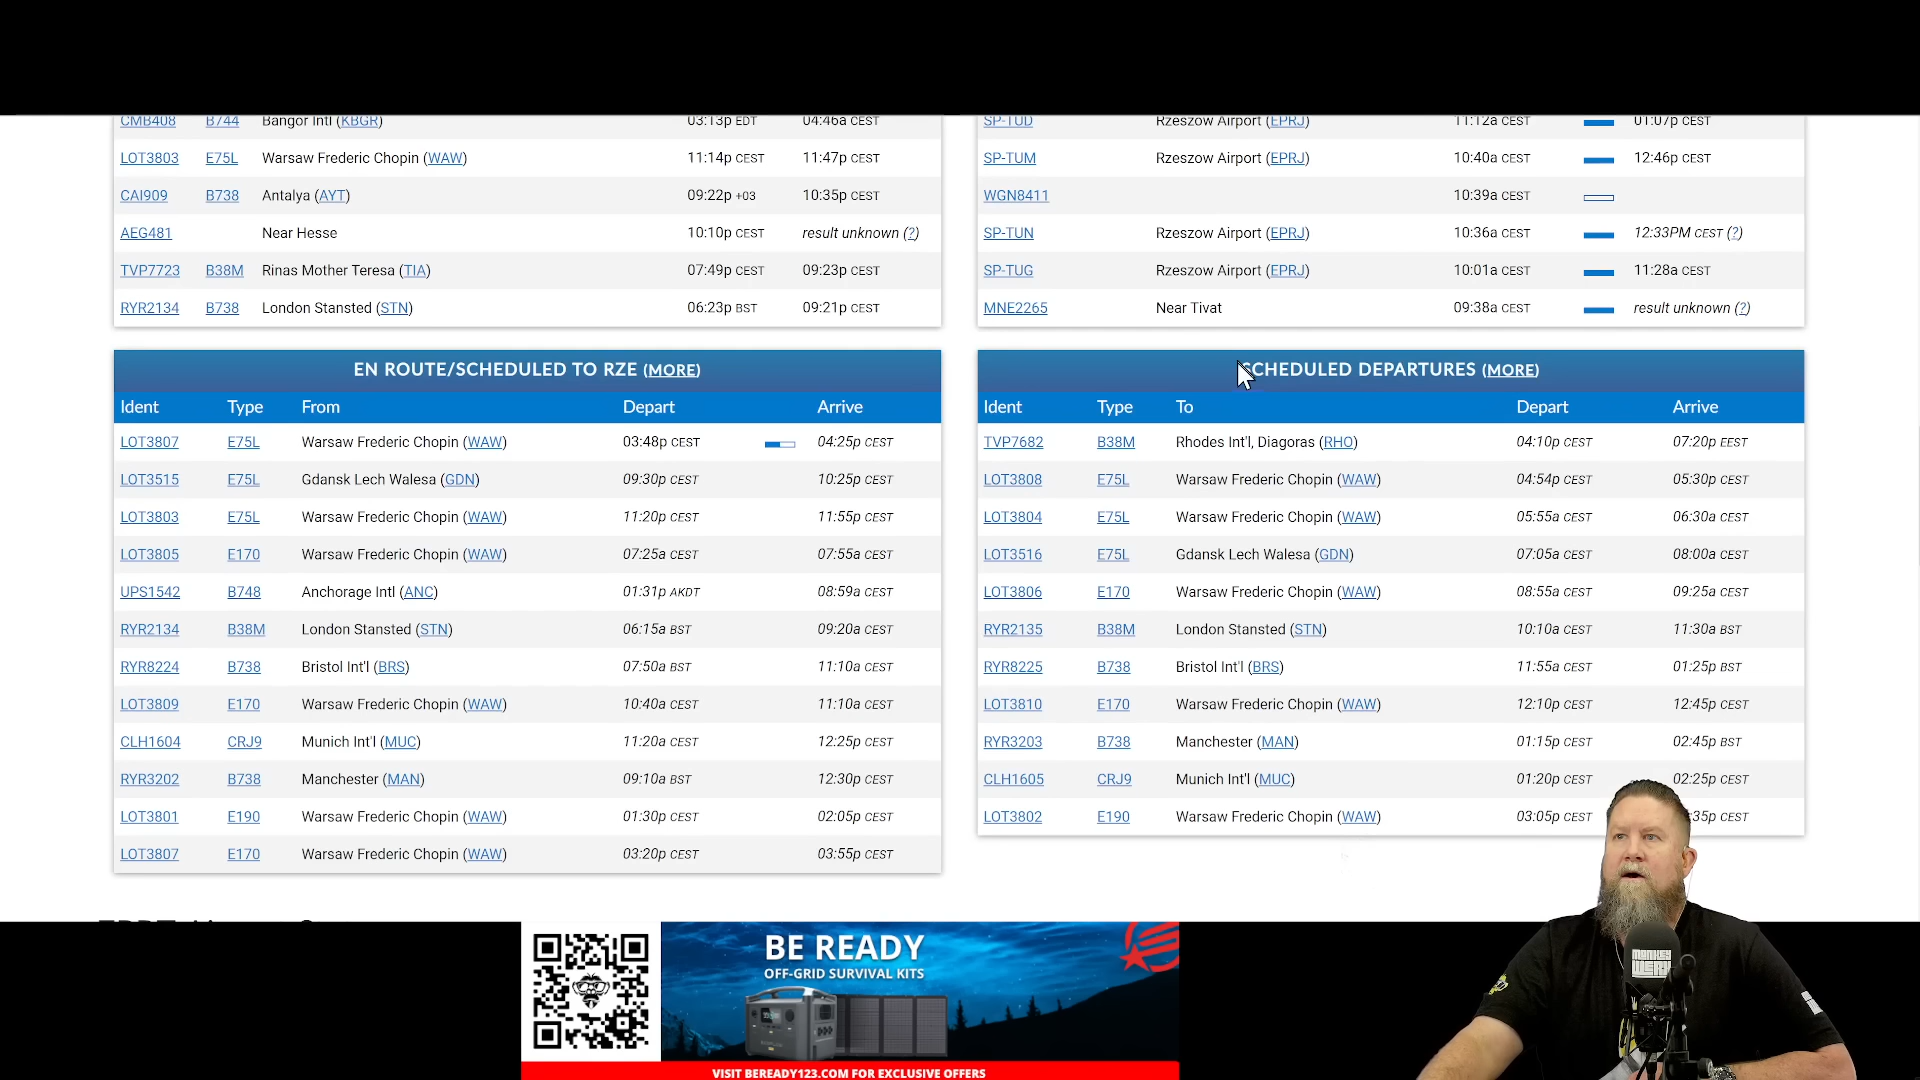 CMB408 B744 Bangor Intl (KBGR) 03:13p EDT 04:46a CEST
LOT3803 E75L Warsaw Frederic Chopin (WAW) 11:14p CEST 11:47p CEST
CAI909 B738 Antalya (AYT) 09:22p +03 10:35p CEST
AEG481 Near Hesse 10:10p CEST result unknown (?)
TVP7723 B38M Rinas Mother Teresa (TIA) 07:49p CEST 09:23p CEST
RYR2134 B738 London Stansted (STN) 06:23p BST 09:21p CEST
SP-TUD Rzeszow Airport (EPRJ) 11:12a CEST 01:07p CEST
SP-TUM Rzeszow Airport (EPRJ) 10:40a CEST 12:46p CEST
WGN8411 10:39a CEST
SP-TUN Rzeszow Airport (EPRJ) 10:36a CEST 12:33PM CEST (?)
SP-TUG Rzeszow Airport (EPRJ) 10:01a CEST 11:28a CEST
MNE2265 Near Tivat 09:38a CEST result unknown (?)
EN ROUTE/SCHEDULED TO RZE (MORE)
Ident Type From Depart Arrive
LOT3807 E75L Warsaw Frederic Chopin (WAW) 03:48p CEST 04:25p CEST
LOT3515 E75L Gdansk Lech Walesa (GDN) 09:30p CEST 10:25p CEST
LOT3803 E75L Warsaw Frederic Chopin (WAW) 11:20p CEST 11:55p CEST
LOT3805 E170 Warsaw Frederic Chopin (WAW) 07:25a CEST 07:55a CEST
UPS1542 B748 Anchorage Intl (ANC) 01:31p AKDT 08:59a CEST
RYR2134 B38M London Stansted (STN) 06:15a BST 09:20a CEST
RYR8224 B738 Bristol Int'l (BRS) 07:50a BST 11:10a CEST
LOT3809 E170 Warsaw Frederic Chopin (WAW) 10:40a CEST 11:10a CEST
CLH1604 CRJ9 Munich Int'l (MUC) 11:20a CEST 12:25p CEST
RYR3202 B738 Manchester (MAN) 09:10a BST 12:30p CEST
LOT3801 E190 Warsaw Frederic Chopin (WAW) 01:30p CEST 02:05p CEST
LOT3807 E170 Warsaw Frederic Chopin (WAW) 03:20p CEST 03:55p CEST
SCHEDULED DEPARTURES (MORE)
Ident Type To Depart Arrive
TVP7682 B38M Rhodes Int'l, Diagoras (RHO) 04:10p CEST 07:20p EEST
LOT3808 E75L Warsaw Frederic Chopin (WAW) 04:54p CEST 05:30p CEST
LOT3804 E75L Warsaw Frederic Chopin (WAW) 05:55a CEST 06:30a CEST
LOT3516 E75L Gdansk Lech Walesa (GDN) 07:05a CEST 08:00a CEST
LOT3806 E170 Warsaw Frederic Chopin (WAW) 08:55a CEST 09:25a CEST
RYR2135 B38M London Stansted (STN) 10:10a CEST 11:30a BST
RYR8225 B738 Bristol Int'l (BRS) 11:55a CEST 01:25p BST
LOT3810 E170 Warsaw Frederic Chopin (WAW) 12:10p CEST 12:45p CEST
RYR3203 B738 Manchester (MAN) 01:15p CEST 02:45p BST
CLH1605 CRJ9 Munich Int'l (MUC) 01:20p CEST 02:25p CEST
LOT3802 E190 Warsaw Frederic Chopin (WAW) 03:05p CEST :35p CEST
BE READY
OFF-GRID SURVIVAL KITS
VISIT BEREADY123.COM FOR EXCLUSIVE OFFERS
MONKEY
WERX